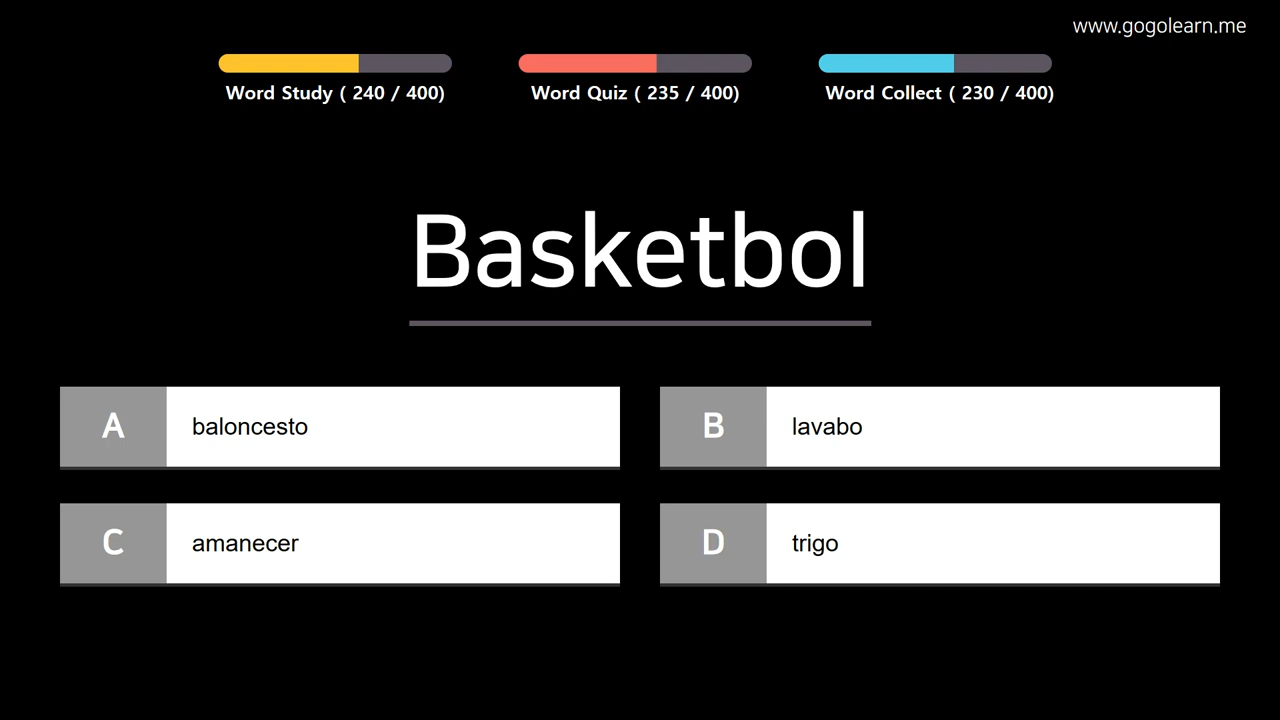 www.gogolearn.me
Word Study ( 240 / 400)
Word Quiz ( 235 / 400)
Word Collect ( 230 / 400)
Basketbol
A baloncesto
B lavabo
C amanecer
D trigo